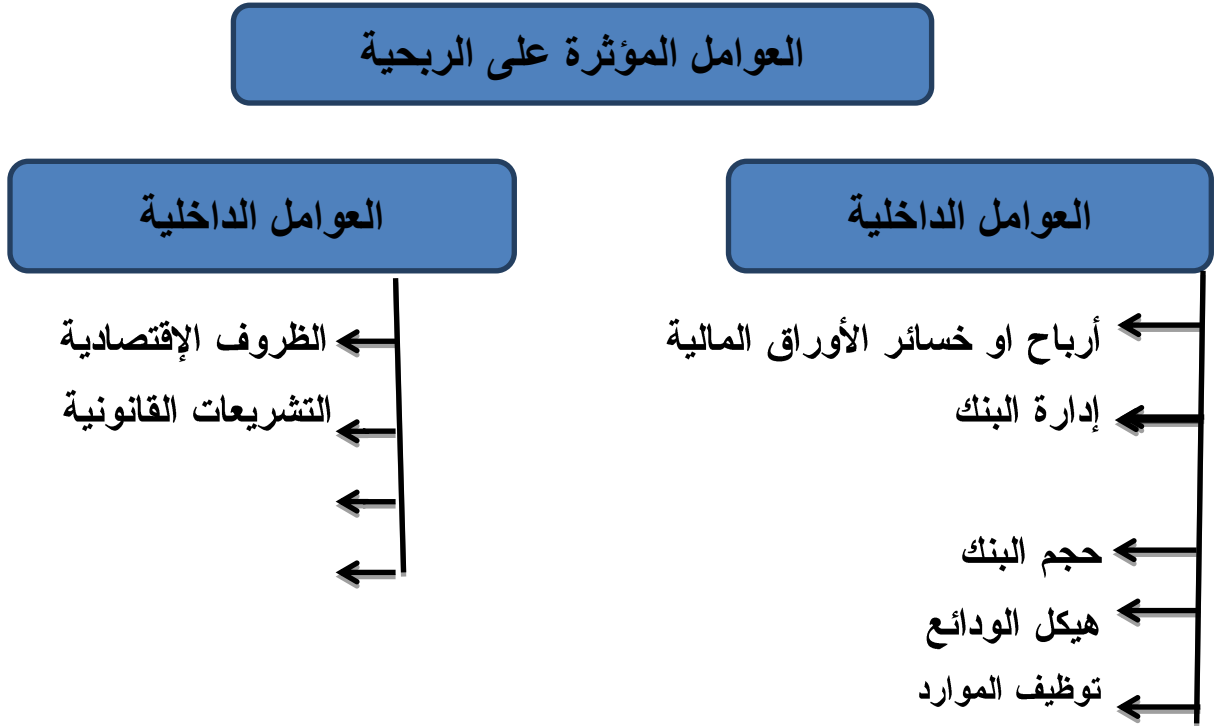 العوامل المؤثرة على الربحية
العوامل الداخلية
أرباح او خسائر الأوراق المالية
إدارة البنك
حجم البنك
هيكل الودائع
توظيف الموارد
العوامل الداخلية
الظروف الإقتصادية
التشريعات القانونية